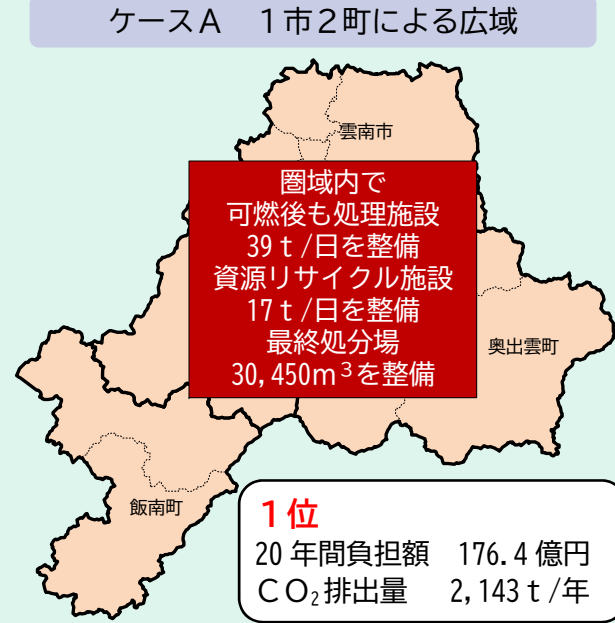 ケースA　1市2町による広域
雲南市
圏域内で
可燃後も処理施設
39ｔ/日を整備
資源リサイクル施設
17ｔ/日を整備
最終処分場
30,450m³を整備
奥出雲町
飯南町
1位
20年間負担額　176.4億円
ＣＯ₂排出量　2,143ｔ/年